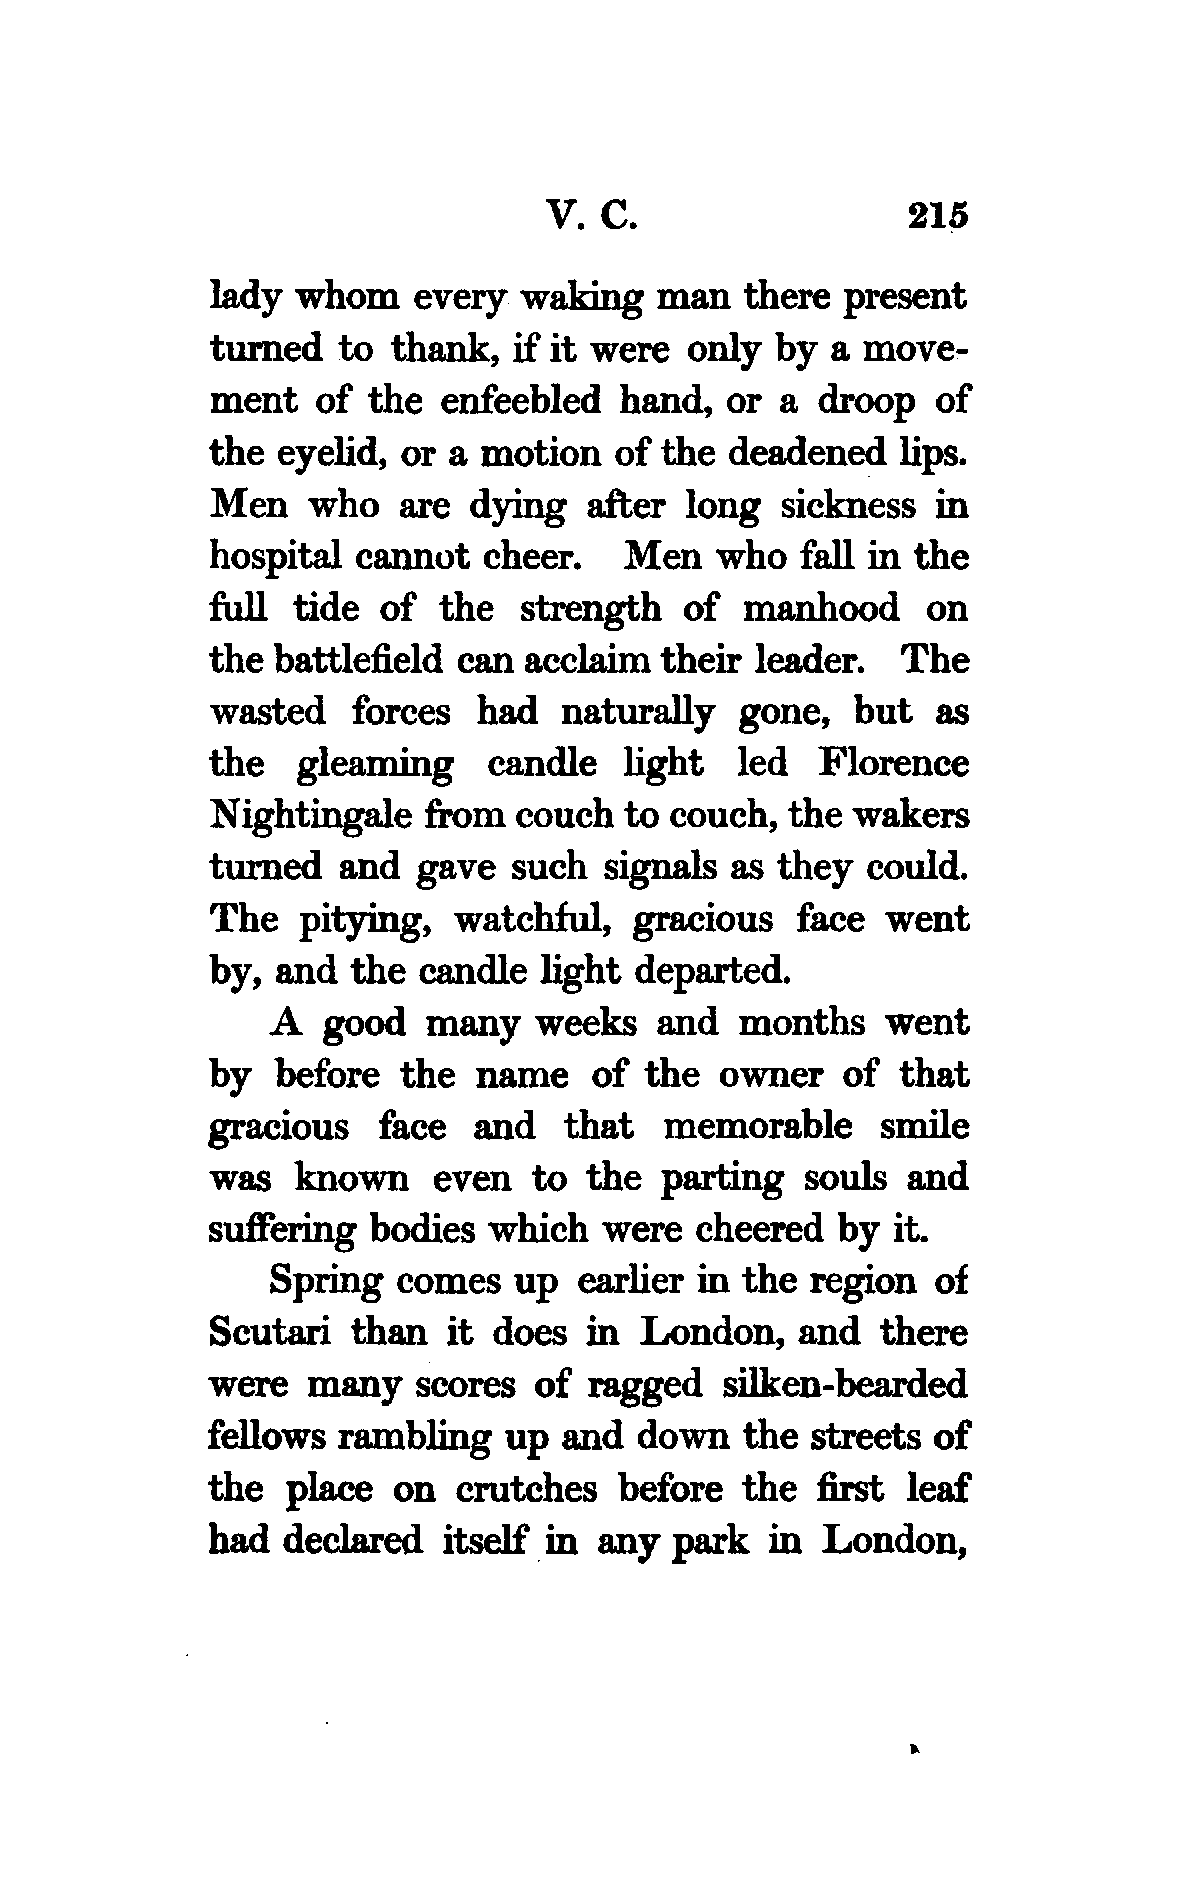 V. C. 215
lady whom every waking man there present
turned to thank, if it were only by a move-
ment of the enfeebled hand, or a droop of
the eyelid, or a motion of the deadened lips.
Men who are dying after long sickness in
hospital cannot cheer. Men who fall in the
full tide of the strength of manhood on
the battlefield can acclaim their leader. The
wasted forces had naturally gone, but as
the gleaming candle light led Florence
Nightingale from couch to couch, the wakers
turned and gave such signals as they could.
The pitying, watchful, gracious face went
by, and the candle light departed.
A good many weeks and months went
by before the name of the owner of that
gracious face and that memorable smile
was known even to the parting souls and
suffering bodies which were cheered by it.
Spring comes up earlier in the region of
Scutari than it does in London, and there
were many scores of ragged silken-bearded
fellows rambling up and down the streets of
the place on crutches before the first leaf
had declared itself in any park in London,